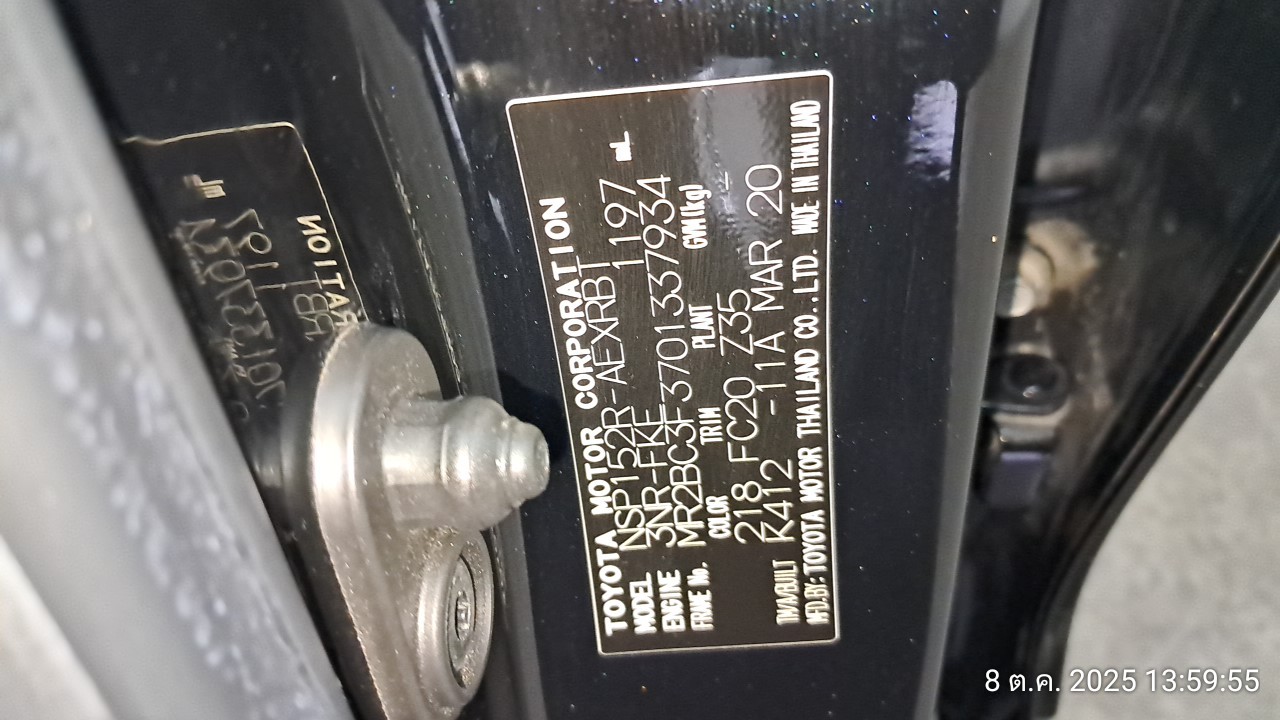 TOYOTA MOTOR CORPORATION
MODEL NSP152R-AEXRBT
ENGINE 3NR-FKE 1197 mL
FRAME No. MR2BC3F3701337934
COLOR TRIM PLANT GVM(kg)
218 FC20 Z35 -
K412 -11A MAR 20
T/M/A/BUILT
MFD.BY:TOYOTA MOTOR THAILAND CO.,LTD. MADE IN THAILAND
8 ต.ค. 2025 13:59:55